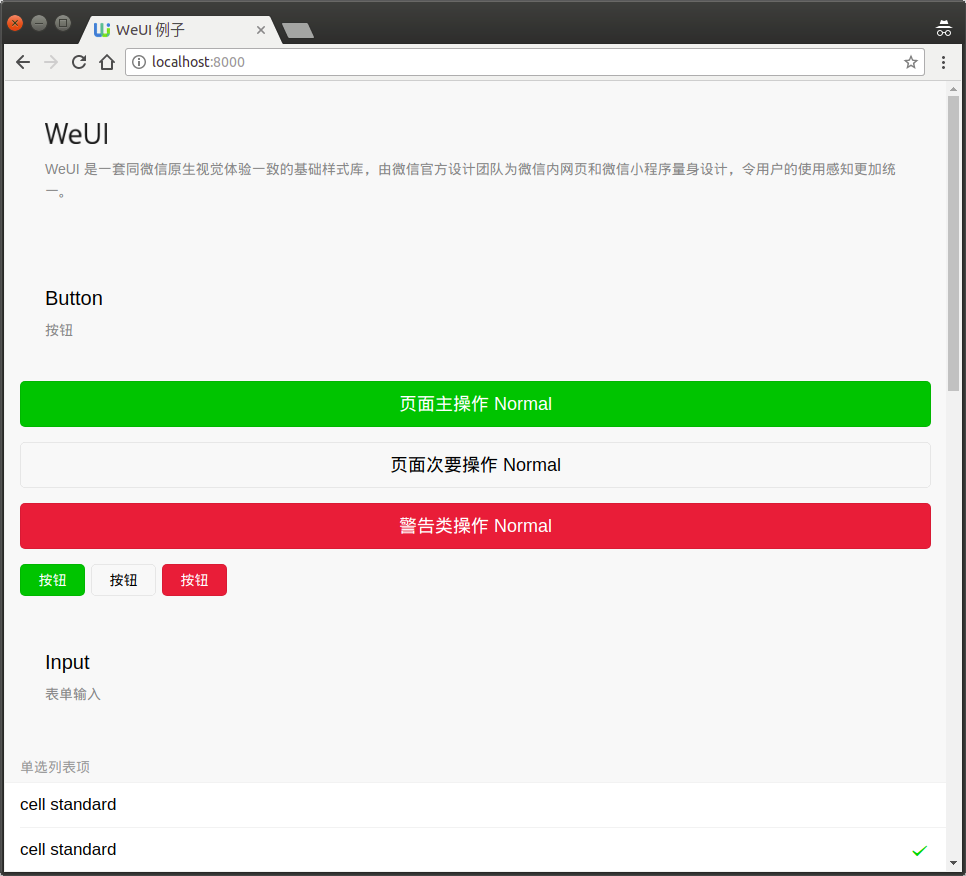 WeUI 例子
localhost:8000
WeUI
WeUI 是一套同微信原生视觉体验一致的基础样式库，由微信官方设计团队为微信内网页和微信小程序量身设计，令用户的使用感知更加统
一。
Button
按钮
页面主操作 Normal
页面次要操作 Normal
警告类操作 Normal
按钮 按钮 按钮
Input
表单输入
单选列表项
cell standard
cell standard